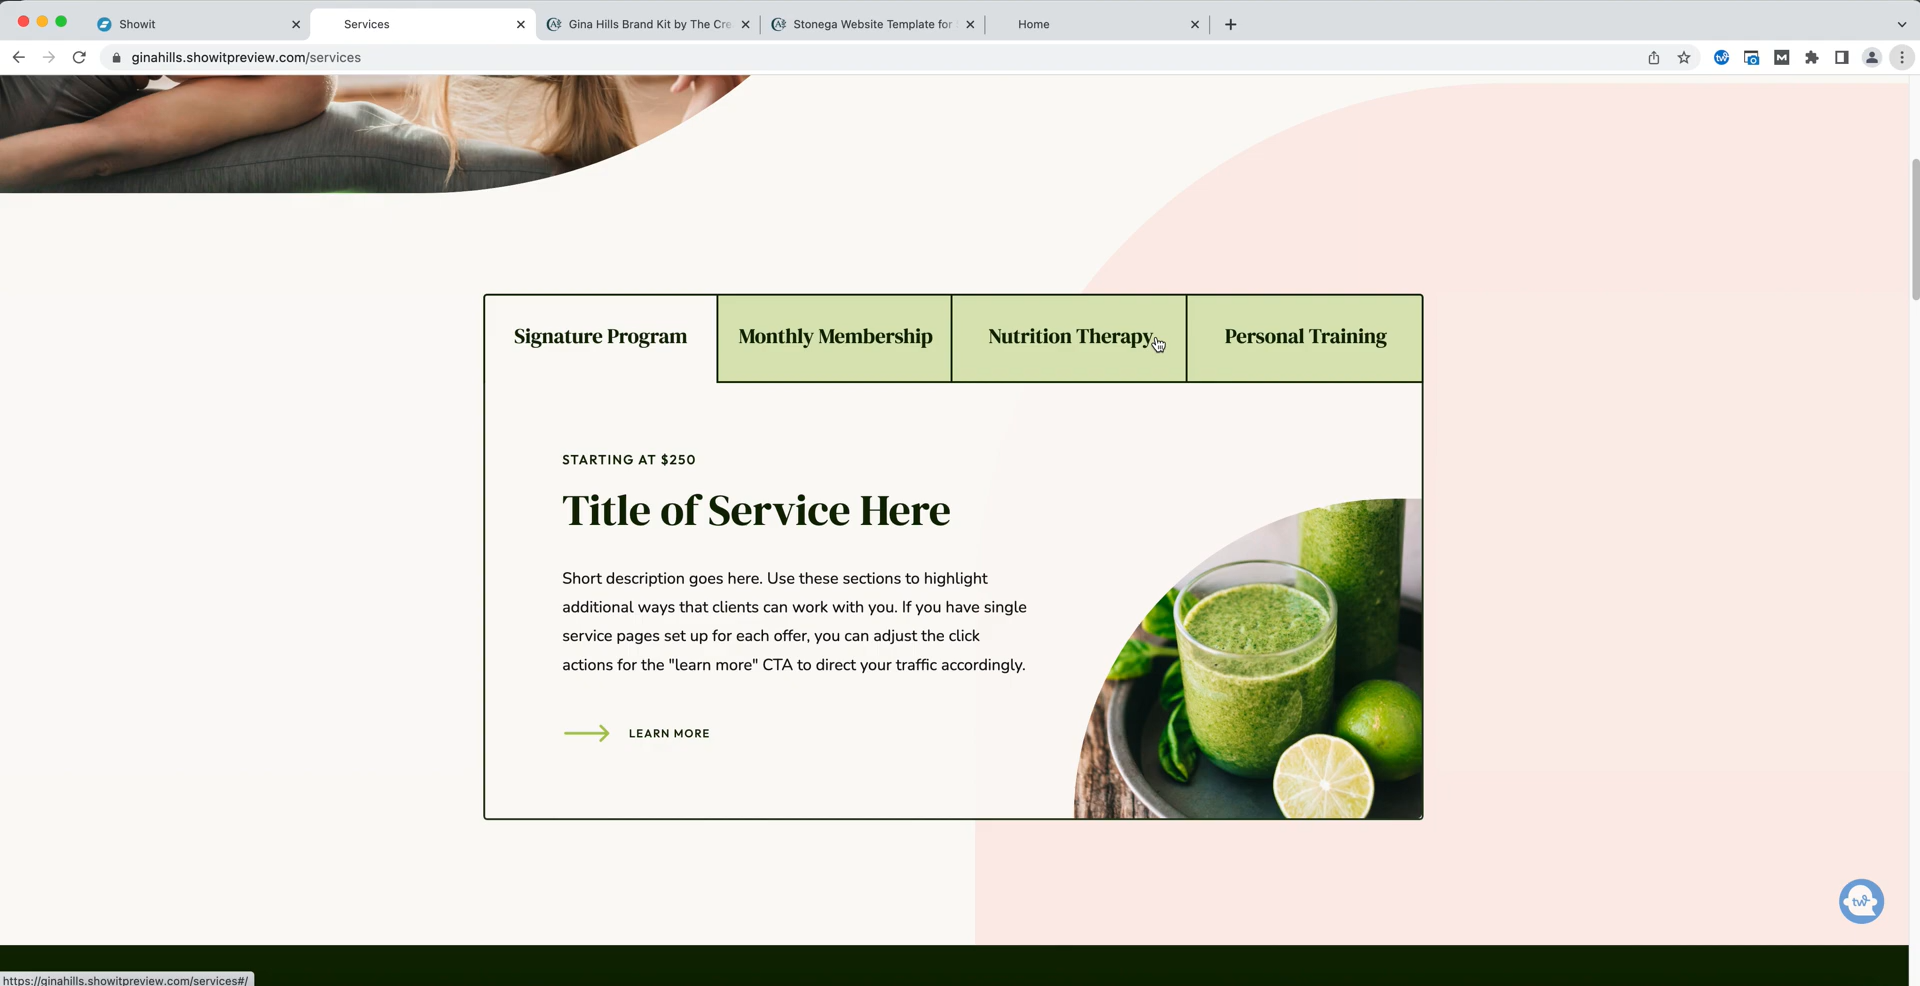 Showit
Services
Gina Hills Brand Kit by The Cre
Stonega Website Template for
Home
ginahills.showitpreview.com/services
Signature Program
Monthly Membership
Nutrition Therapy
Personal Training
STARTING AT $250
Title of Service Here
Short description goes here. Use these sections to highlight
additional ways that clients can work with you. If you have single
service pages set up for each offer, you can adjust the click
actions for the "learn more" CTA to direct your traffic accordingly.
LEARN MORE
tw
https://ginahills.showitpreview.com/services#/